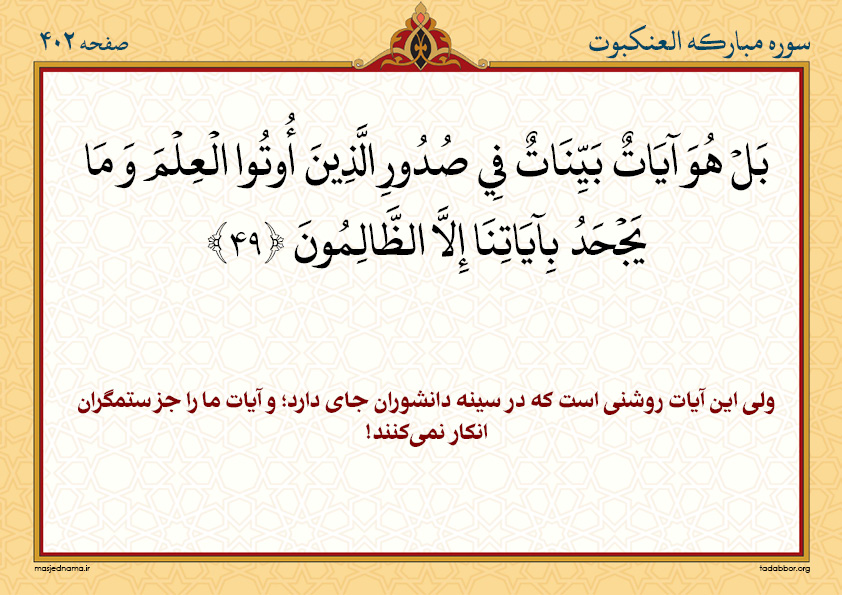 سوره مبارکه العنکبوت
صفحه ۴۰۲
بَلْ هُوَ آيَاتٌ بَيِّنَاتٌ فِي صُدُورِ الَّذِينَ أُوتُوا الْعِلْمَ وَ مَا
يَجْحَدُ بِآيَاتِنَا إِلَّا الظَّالِمُونَ ﴿۴۹﴾
ولی این آیات روشنی است که در سینه دانشوران جای دارد؛ و آیات ما را جز ستمگران
انکار نمی‌کنند!
masjednama.ir
tadabbor.org